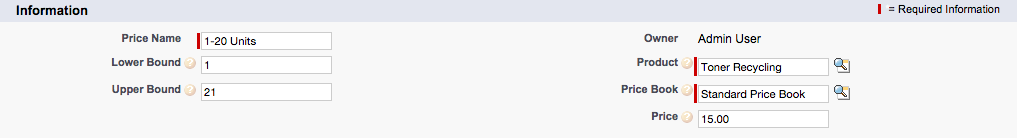 Information
= Required Information
Price Name 1-20 Units
Owner Admin User
Lower Bound ? 1
Product ? Toner Recycling
Upper Bound ? 21
Price Book ? Standard Price Book
Price ? 15.00